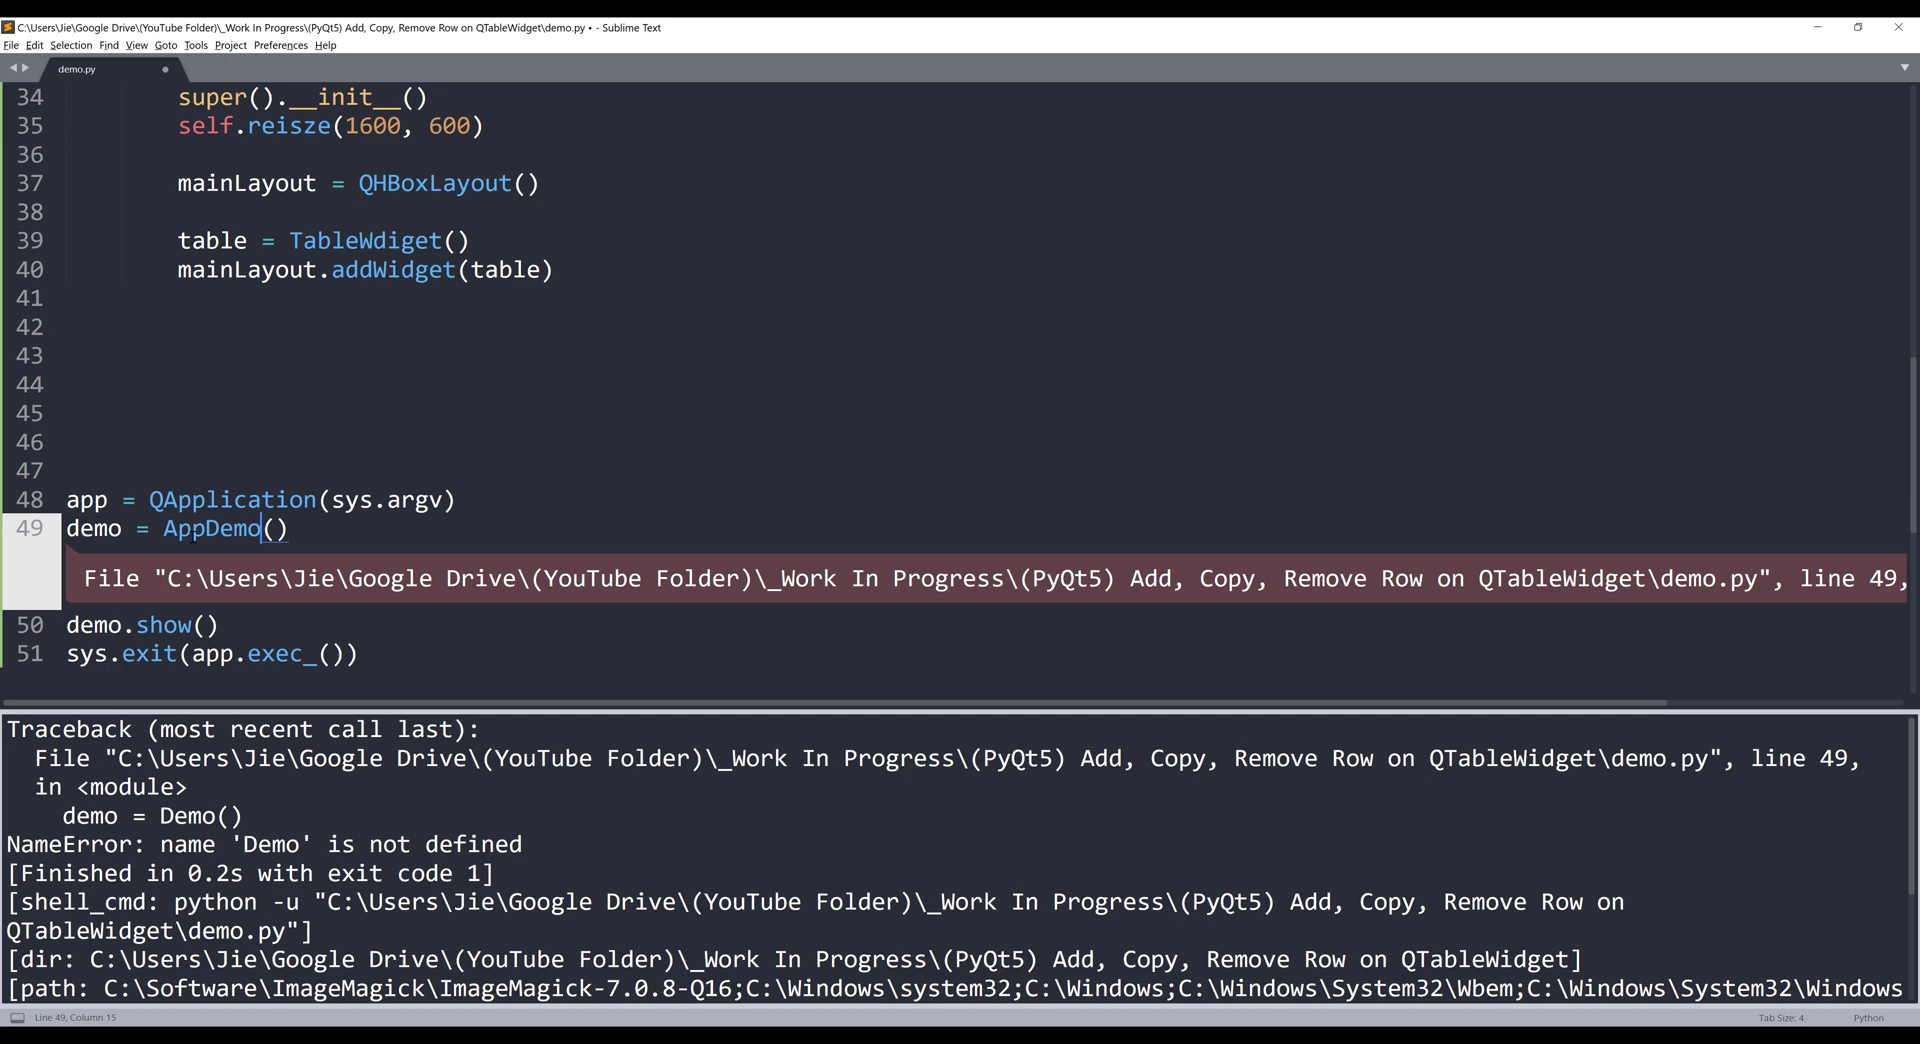 C:\Users\Jie\Google Drive\(YouTube Folder)\_Work In Progress\(PyQt5) Add, Copy, Remove Row on QTableWidget\demo.py • - Sublime Text
File Edit Selection Find View Goto Tools Project Preferences Help
demo.py
34 super().__init__()
35 self.reisze(1600, 600)
36
37 mainLayout = QHBoxLayout()
38
39 table = TableWdiget()
40 mainLayout.addWidget(table)
41
42
43
44
45
46
47
48 app = QApplication(sys.argv)
49 demo = AppDemo()
File "C:\Users\Jie\Google Drive\(YouTube Folder)\_Work In Progress\(PyQt5) Add, Copy, Remove Row on QTableWidget\demo.py", line 49,
50 demo.show()
51 sys.exit(app.exec_())
Traceback (most recent call last):
File "C:\Users\Jie\Google Drive\(YouTube Folder)\_Work In Progress\(PyQt5) Add, Copy, Remove Row on QTableWidget\demo.py", line 49,
in <module>
demo = Demo()
NameError: name 'Demo' is not defined
[Finished in 0.2s with exit code 1]
[shell_cmd: python -u "C:\Users\Jie\Google Drive\(YouTube Folder)\_Work In Progress\(PyQt5) Add, Copy, Remove Row on
QTableWidget\demo.py"]
[dir: C:\Users\Jie\Google Drive\(YouTube Folder)\_Work In Progress\(PyQt5) Add, Copy, Remove Row on QTableWidget]
[path: C:\Software\ImageMagick\ImageMagick-7.0.8-Q16;C:\Windows\system32;C:\Windows;C:\Windows\System32\Wbem;C:\Windows\System32\Windows
Line 49, Column 15
Tab Size: 4
Python